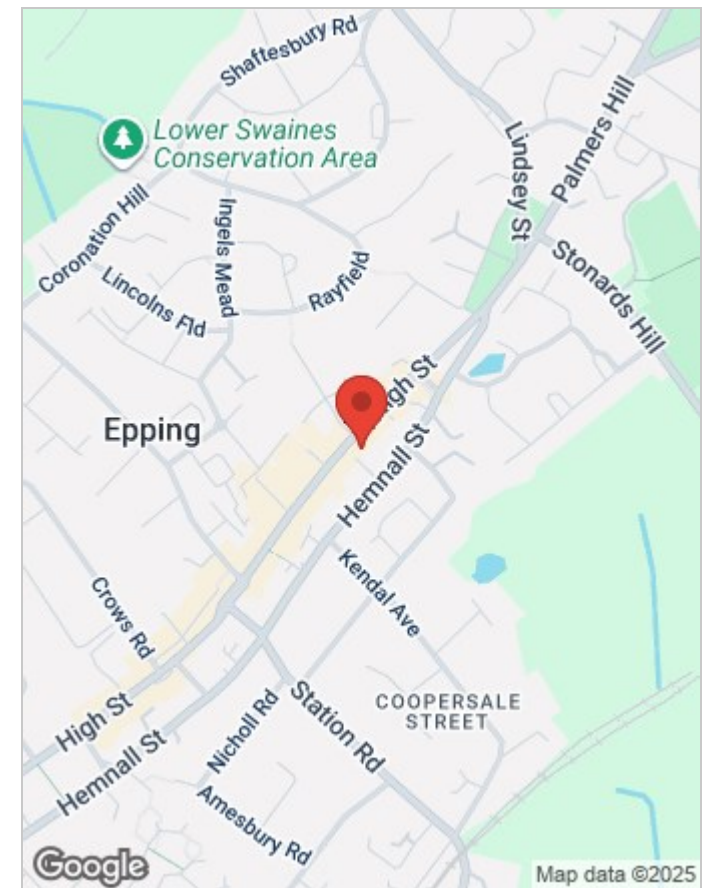 Shaftesbury Rd
Palmers Hill
Lower Swaines
Conservation Area
Lindsey St
Coronation Hill
Ingels Mead
Rayfield
Stonards Hill
Lincolns Fld
High St
Epping
Hemnall St
Kendal Ave
Crows Rd
COOPERSALE
STREET
Station Rd
Nicholl Rd
High St
Hemnall St
Amesbury Rd
Google
Map data ©2025